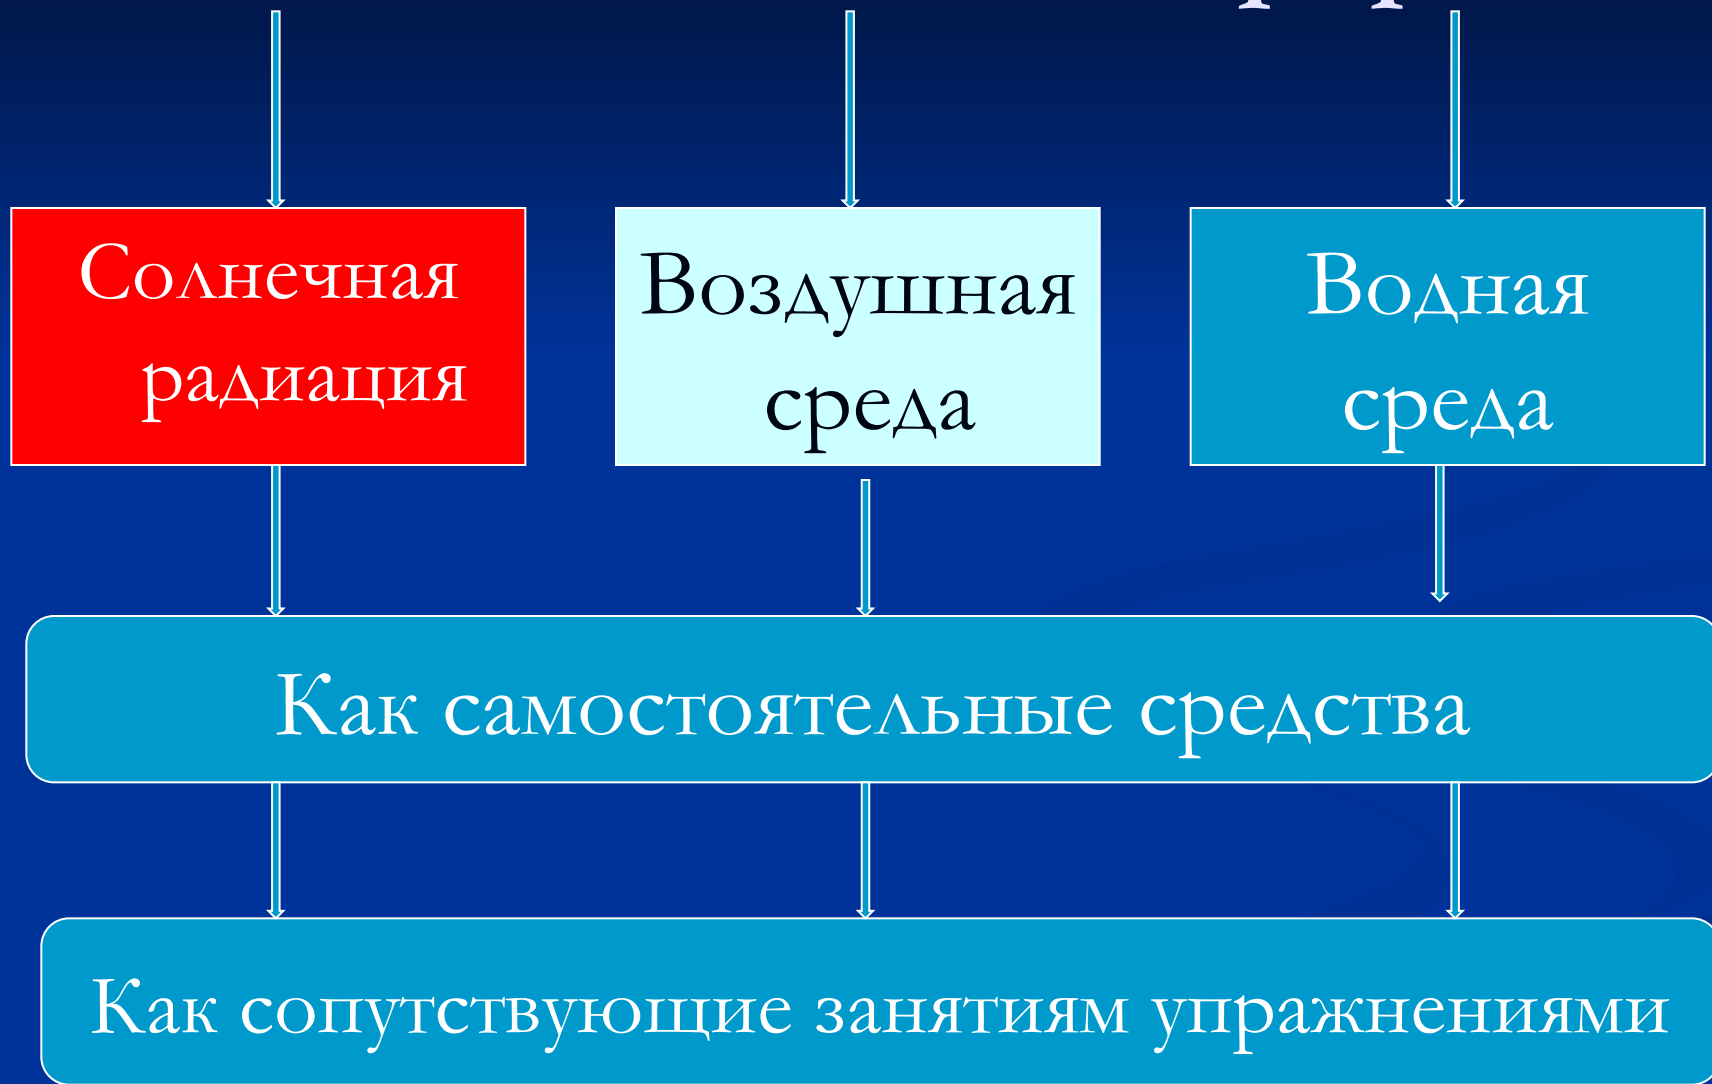 Солнечная
радиация
Воздушная
среда
Водная
среда
Как самостоятельные средства
Как сопутствующие занятиям упражнениями